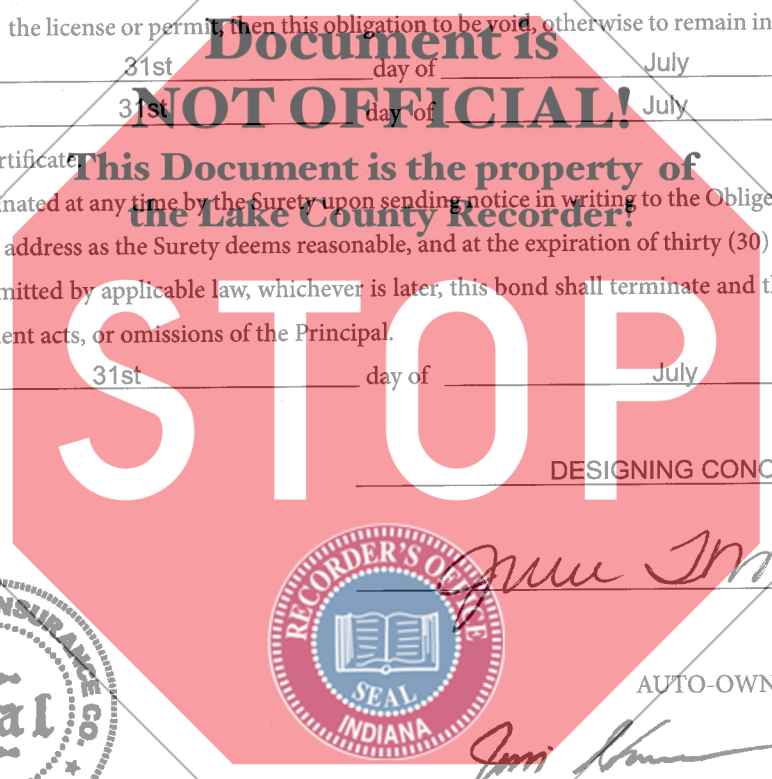 the license or permit, then this obligation to be void, otherwise to remain in
Document is
31st day of July
NOT OFFICIAL!
31st day of July
rtificate.
This Document is the property of
nated at any time by the Surety upon sending notice in writing to the Oblige
the Lake County Recorder!
address as the Surety deems reasonable, and at the expiration of thirty (30)
mitted by applicable law, whichever is later, this bond shall terminate and th
ent acts, or omissions of the Principal.
STOP
31st day of July
DESIGNING CONC
RECORDER'S OFFICE
SEAL
INDIANA
INSURANCE CO.
al
AUTO-OWN